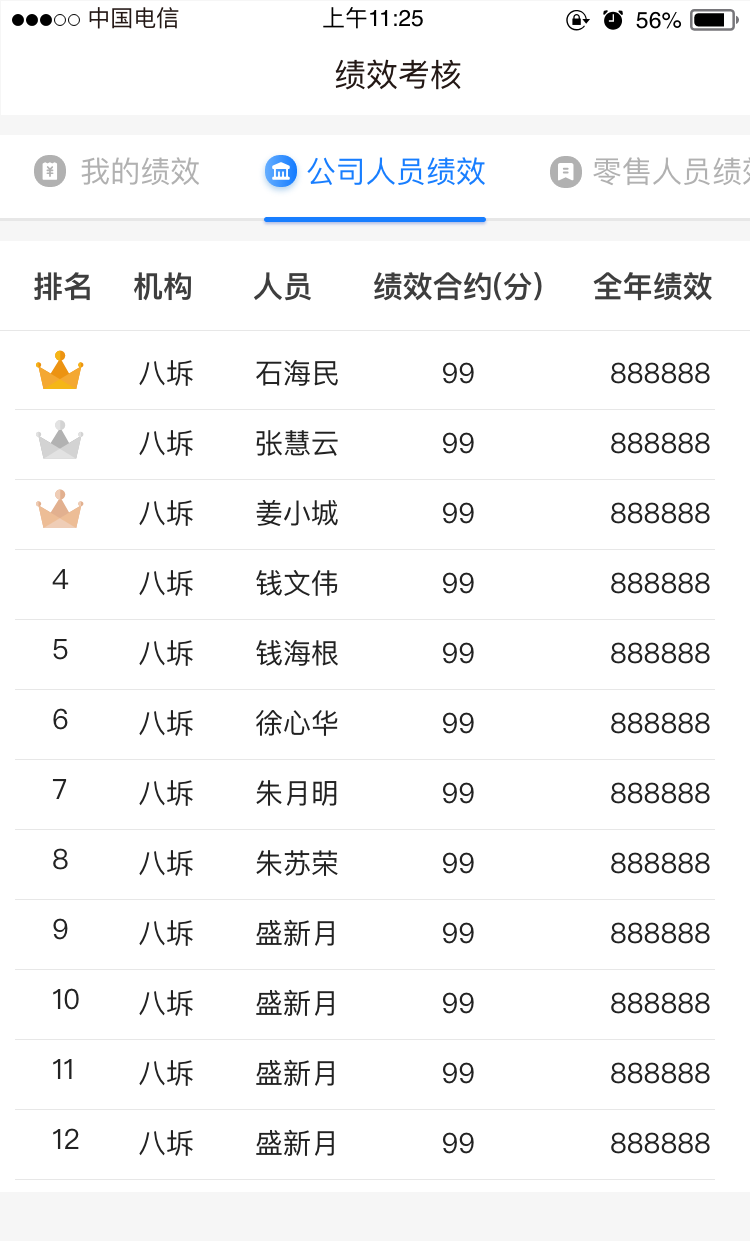 中国电信 上午11:25 56%
绩效考核
我的绩效 公司人员绩效 零售人员绩效
排名 机构 人员 绩效合约(分) 全年绩效
八坼 石海民 99 888888
八坼 张慧云 99 888888
八坼 姜小城 99 888888
4 八坼 钱文伟 99 888888
5 八坼 钱海根 99 888888
6 八坼 徐心华 99 888888
7 八坼 朱月明 99 888888
8 八坼 朱苏荣 99 888888
9 八坼 盛新月 99 888888
10 八坼 盛新月 99 888888
11 八坼 盛新月 99 888888
12 八坼 盛新月 99 888888